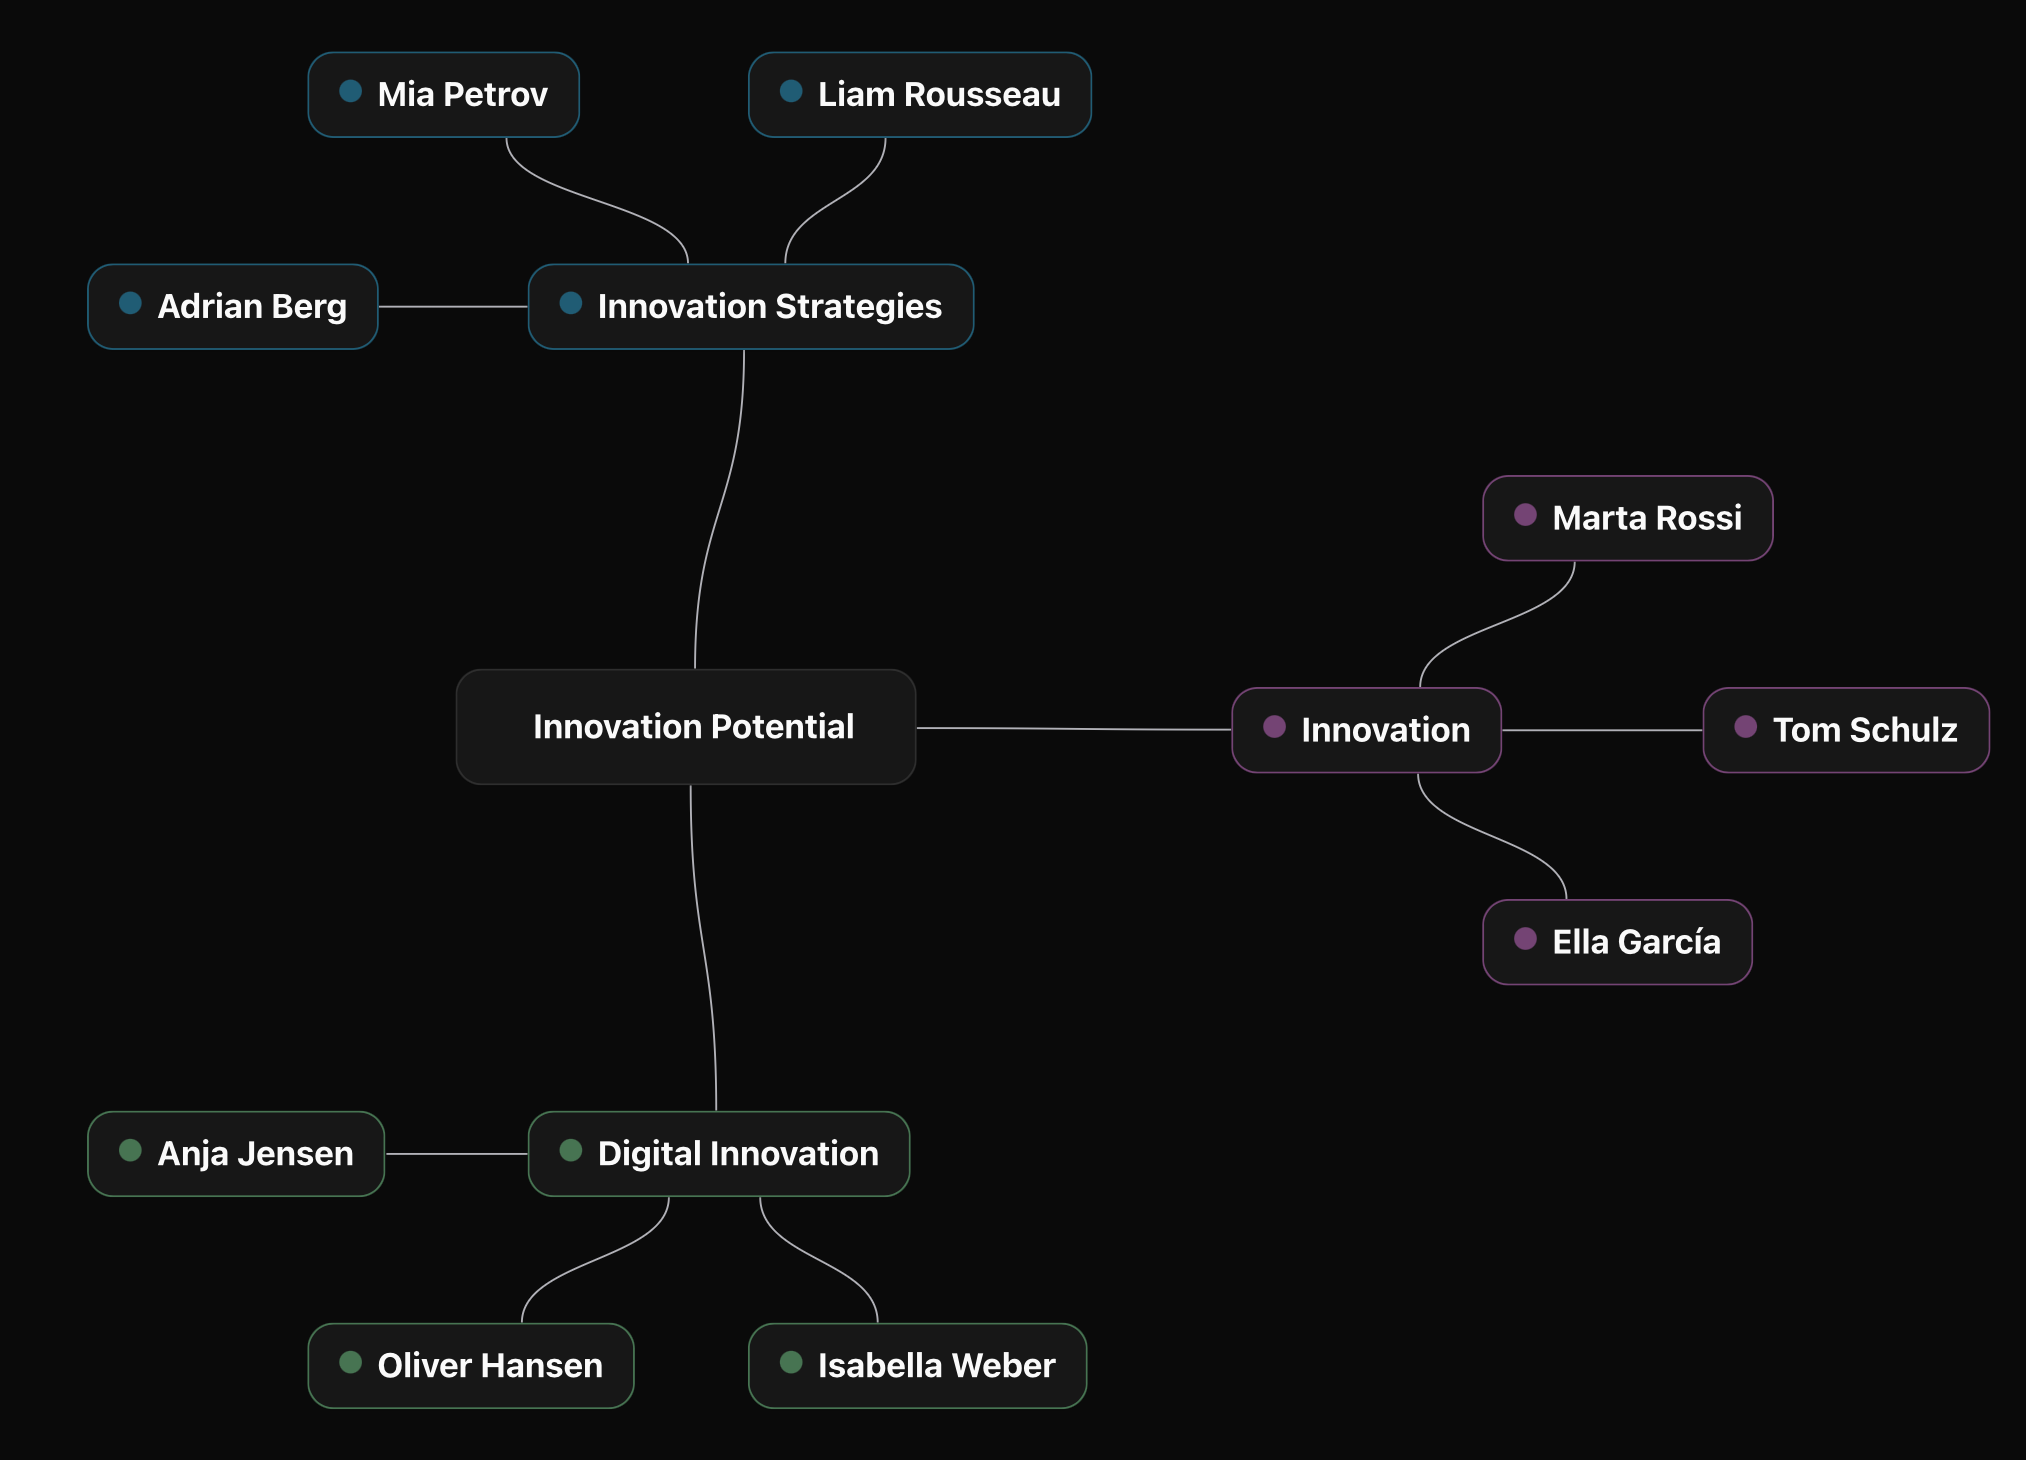 Mia Petrov
Liam Rousseau
Adrian Berg
Innovation Strategies
Marta Rossi
Innovation Potential
Innovation
Tom Schulz
Ella García
Anja Jensen
Digital Innovation
Oliver Hansen
Isabella Weber